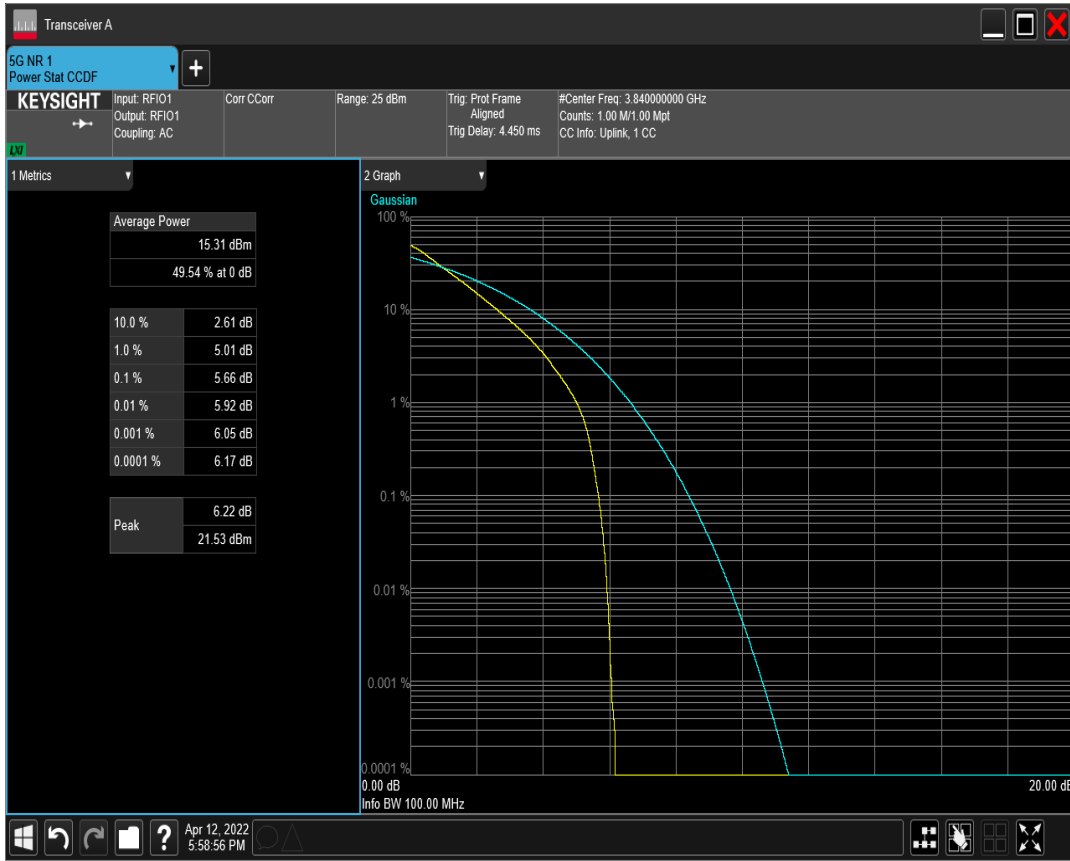 Transceiver A
5G NR 1
Power Stat CCDF
+
KEYSIGHT
LXI
Input: RFIO1
Output: RFIO1
Coupling: AC
Corr CCorr
Range: 25 dBm
Trig: Prot Frame
Aligned
Trig Delay: 4.450 ms
#Center Freq: 3.840000000 GHz
Counts: 1.00 M/1.00 Mpt
CC Info: Uplink, 1 CC
1 Metrics
Average Power
15.31 dBm
49.54 % at 0 dB
10.0 % 2.61 dB
1.0 % 5.01 dB
0.1 % 5.66 dB
0.01 % 5.92 dB
0.001 % 6.05 dB
0.0001 % 6.17 dB
Peak 6.22 dB
21.53 dBm
2 Graph
Gaussian
100 %
10 %
1 %
0.1 %
0.01 %
0.001 %
0.0001 %
0.00 dB 20.00 dB
Info BW 100.00 MHz
?
Apr 12, 2022
5:58:56 PM